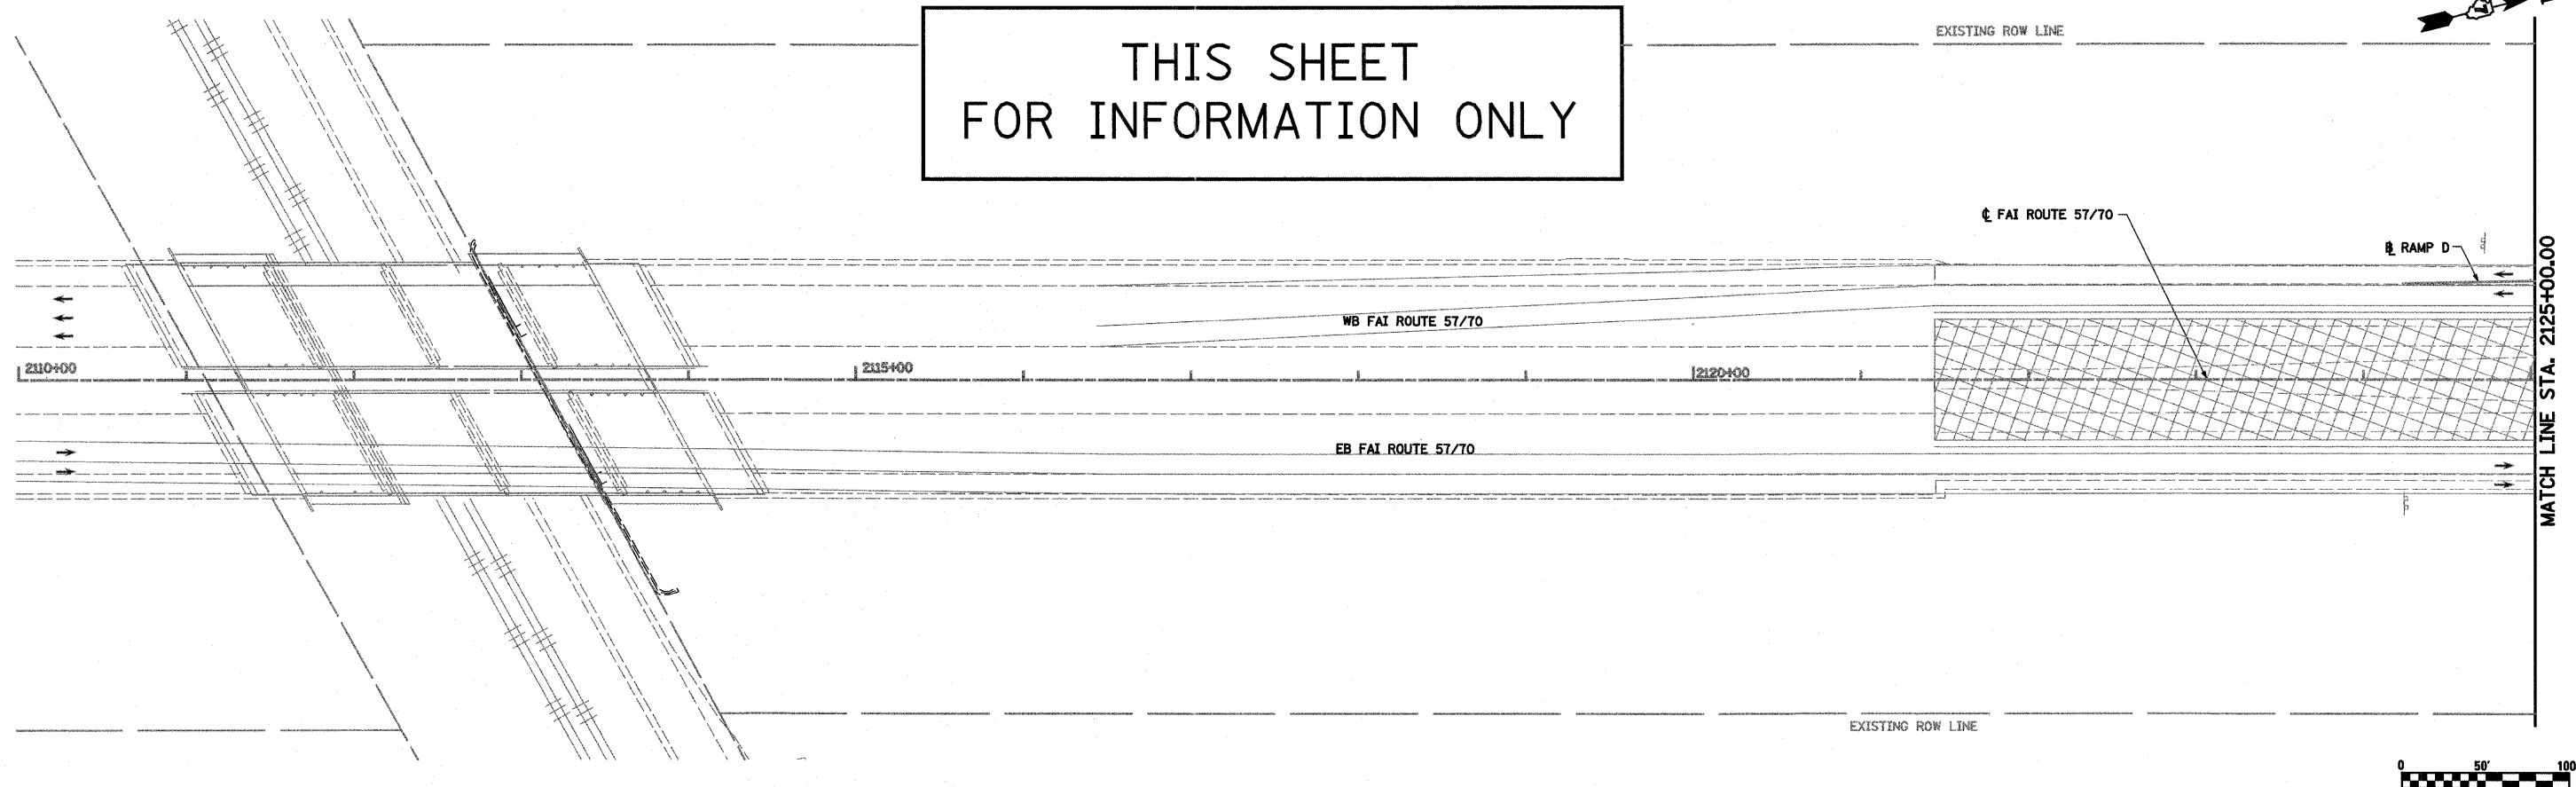 THIS SHEET
FOR INFORMATION ONLY
EXISTING ROW LINE
℄ FAI ROUTE 57/70
RAMP D
WB FAI ROUTE 57/70
2110+00
2115+00
2120+00
EB FAI ROUTE 57/70
MATCH LINE STA. 2125+00.00
EXISTING ROW LINE
0 50' 100